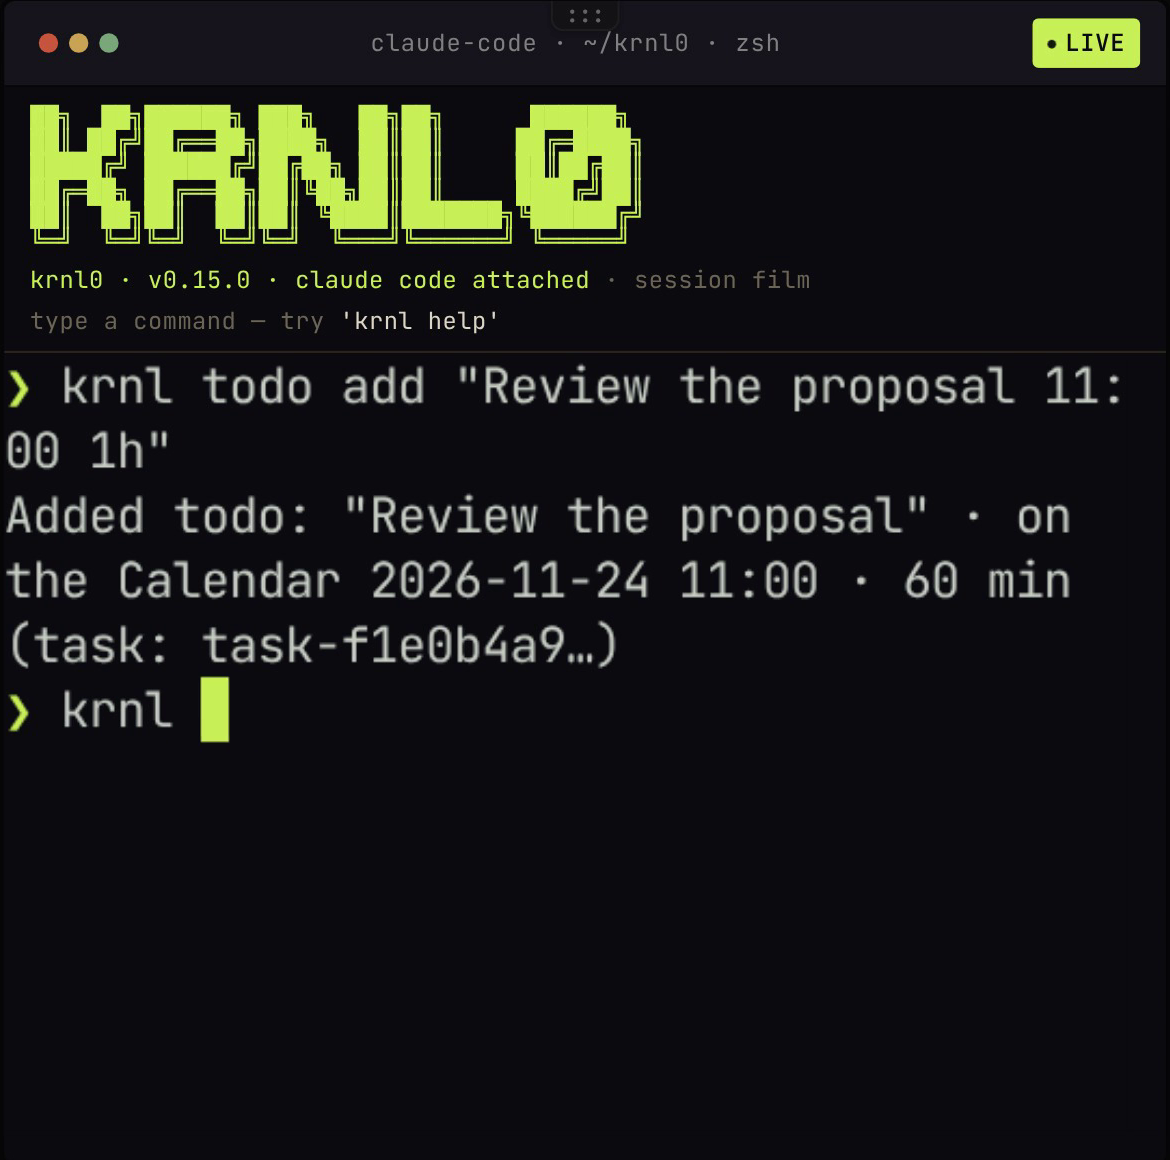 claude-code · ~/krnl0 · zsh
• LIVE
KRNL0
krnl0 · v0.15.0 · claude code attached · session film
type a command — try 'krnl help'
❯ krnl todo add "Review the proposal 11:
00 1h"
Added todo: "Review the proposal" · on
the Calendar 2026-11-24 11:00 · 60 min
(task: task-f1e0b4a9…)
❯ krnl